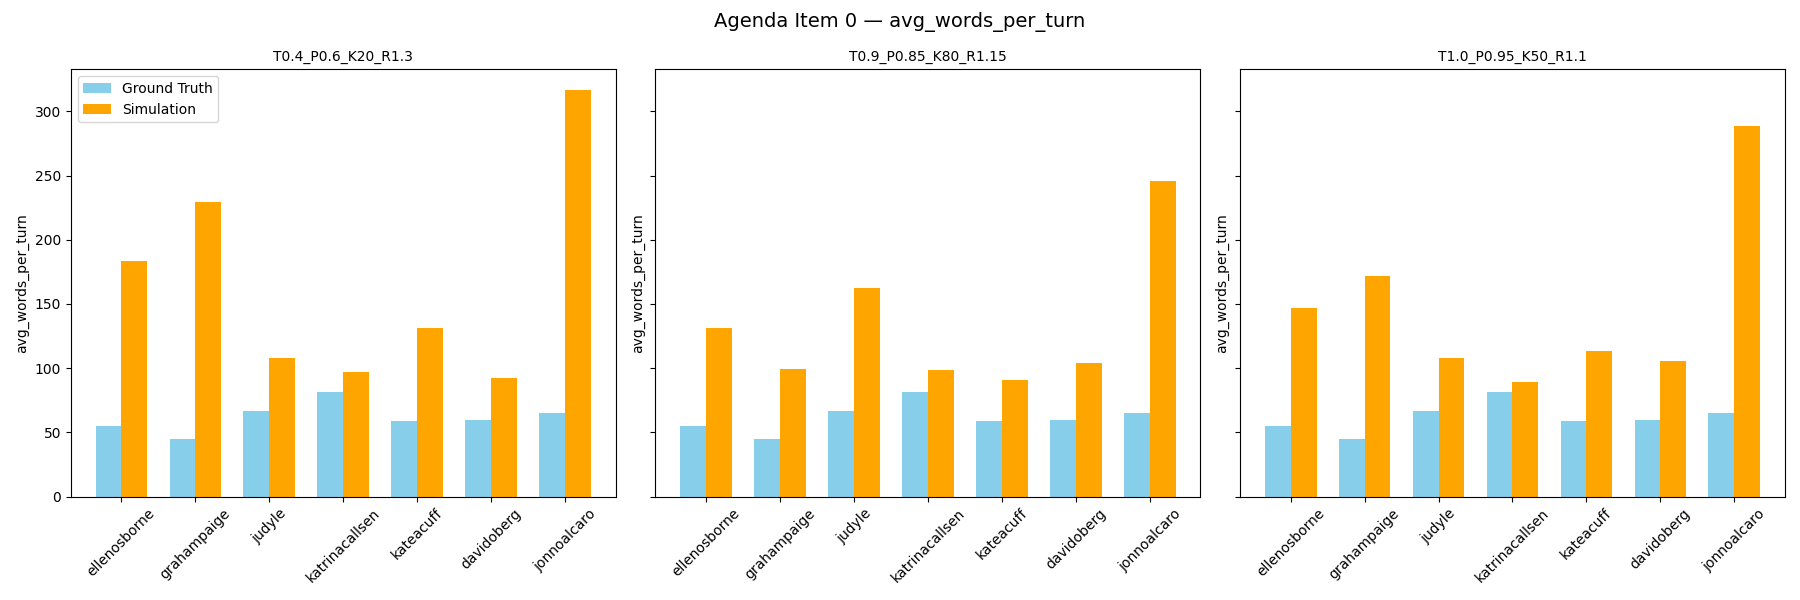 Agenda Item 0 — avg_words_per_turn
T0.4_P0.6_K20_R1.3
Ground Truth
Simulation
avg_words_per_turn
300
250
200
150
100
50
0
ellenosborne
grahampaige
judyle
katrinacallsen
kateacuff
davidoberg
jonnoalcaro
T0.9_P0.85_K80_R1.15
avg_words_per_turn
ellenosborne
grahampaige
judyle
katrinacallsen
kateacuff
davidoberg
jonnoalcaro
T1.0_P0.95_K50_R1.1
avg_words_per_turn
ellenosborne
grahampaige
judyle
katrinacallsen
kateacuff
davidoberg
jonnoalcaro